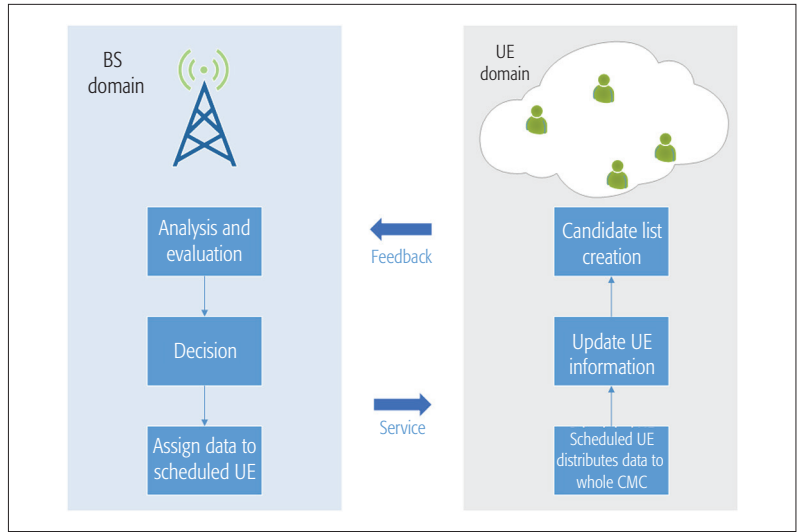 BS
domain
Analysis and
evaluation
Decision
Assign data to
scheduled UE
Feedback
Service
UE
domain
Candidate list
creation
Update UE
information
Scheduled UE
distributes data to
whole CMC